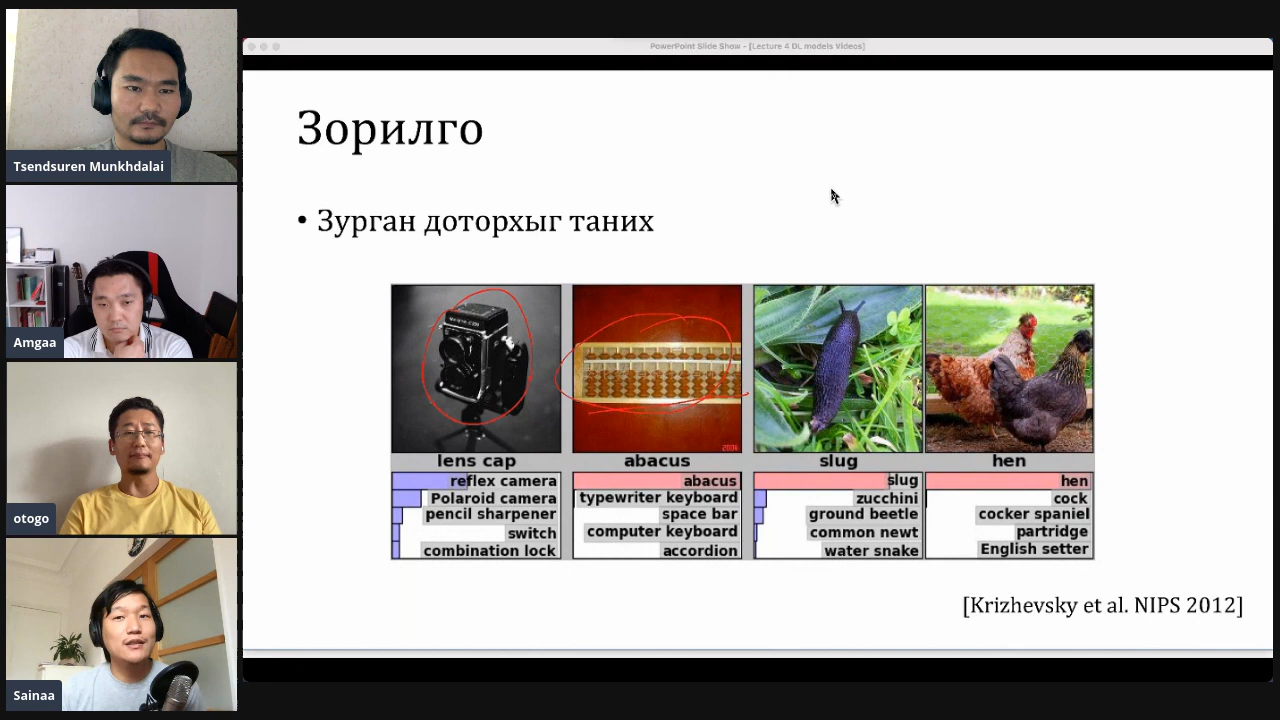 Tsendsuren Munkhdalai
Amgaa
otogo
Sainaa
PowerPoint Slide Show - [Lecture 4 DL models Videos]
Зорилго
• Зурган доторхыг таних
lens cap
reflex camera
Polaroid camera
pencil sharpener
switch
combination lock
abacus
abacus
typewriter keyboard
space bar
computer keyboard
accordion
slug
slug
zucchini
ground beetle
common newt
water snake
hen
hen
cock
cocker spaniel
partridge
English setter
[Krizhevsky et al. NIPS 2012]